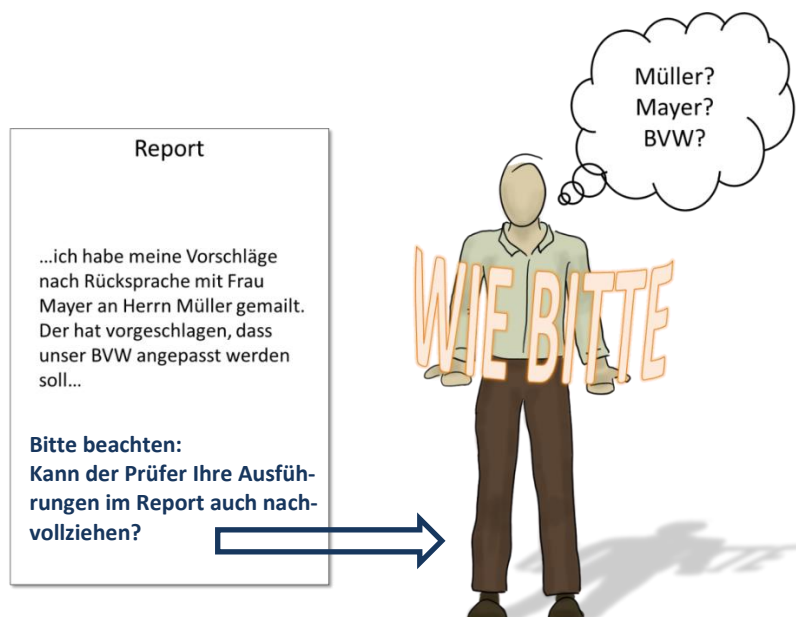 Report
...ich habe meine Vorschläge
nach Rücksprache mit Frau
Mayer an Herrn Müller gemailt.
Der hat vorgeschlagen, dass
unser BVW angepasst werden
soll...
Bitte beachten:
Kann der Prüfer Ihre Ausfüh-
rungen im Report auch nach-
vollziehen?
Müller?
Mayer?
BVW?
WIE BITTE